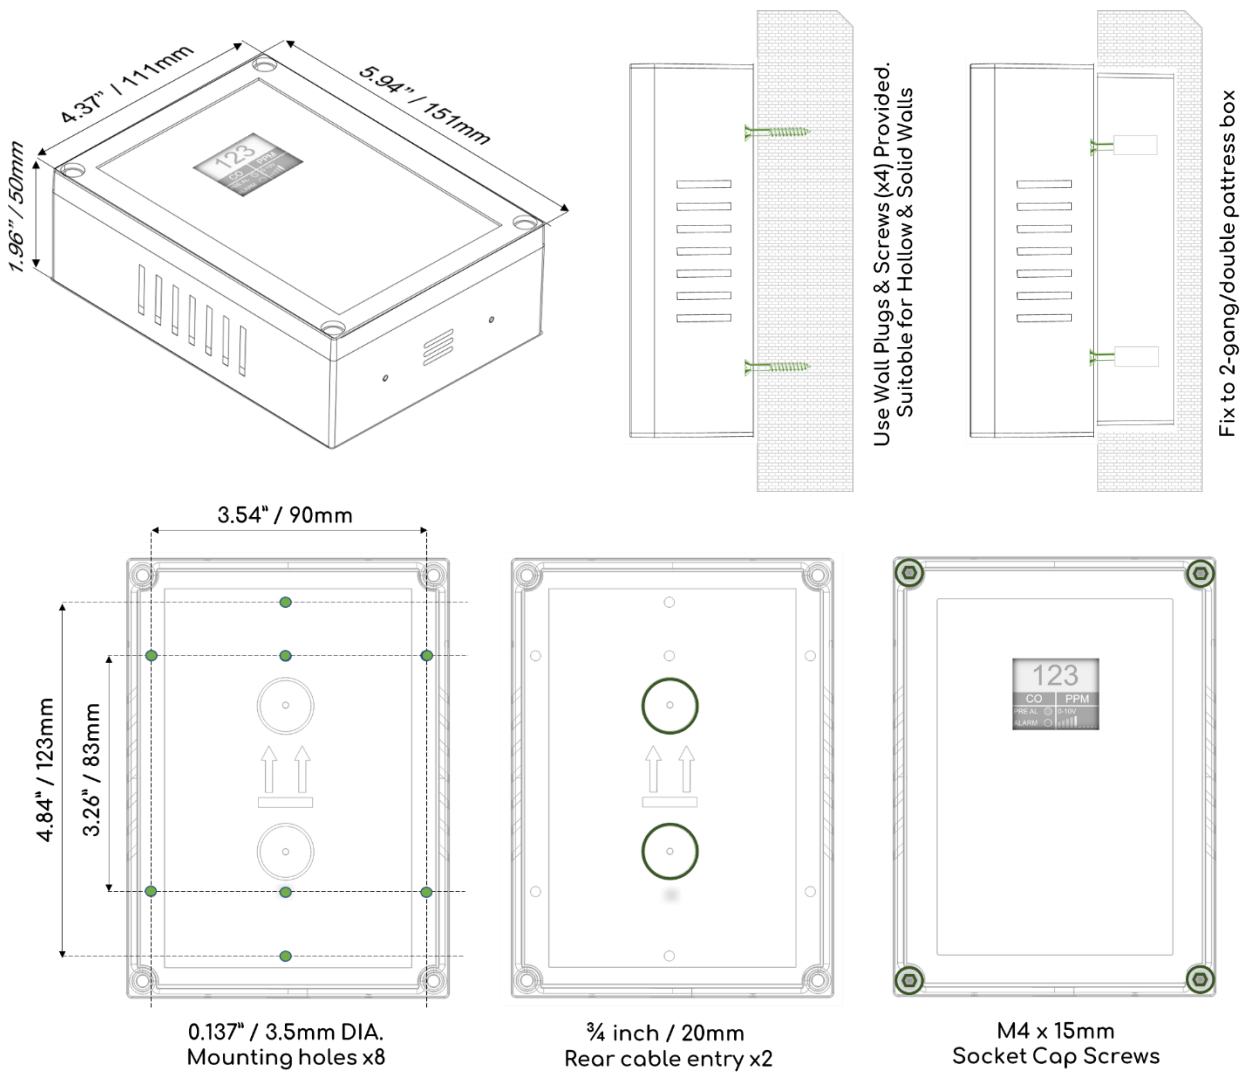 4.37" / 111mm
5.94" / 151mm
1.96" / 50mm
123
CO PPM
Use Wall Plugs & Screws (x4) Provided.
Suitable for Hollow & Solid Walls
Fix to 2-gang/double pattress box
3.54" / 90mm
4.84" / 123mm
3.26" / 83mm
123
CO PPM
PRE AL 0-10V
ALARM
0.137" / 3.5mm DIA.
Mounting holes x8
¾ inch / 20mm
Rear cable entry x2
M4 x 15mm
Socket Cap Screws